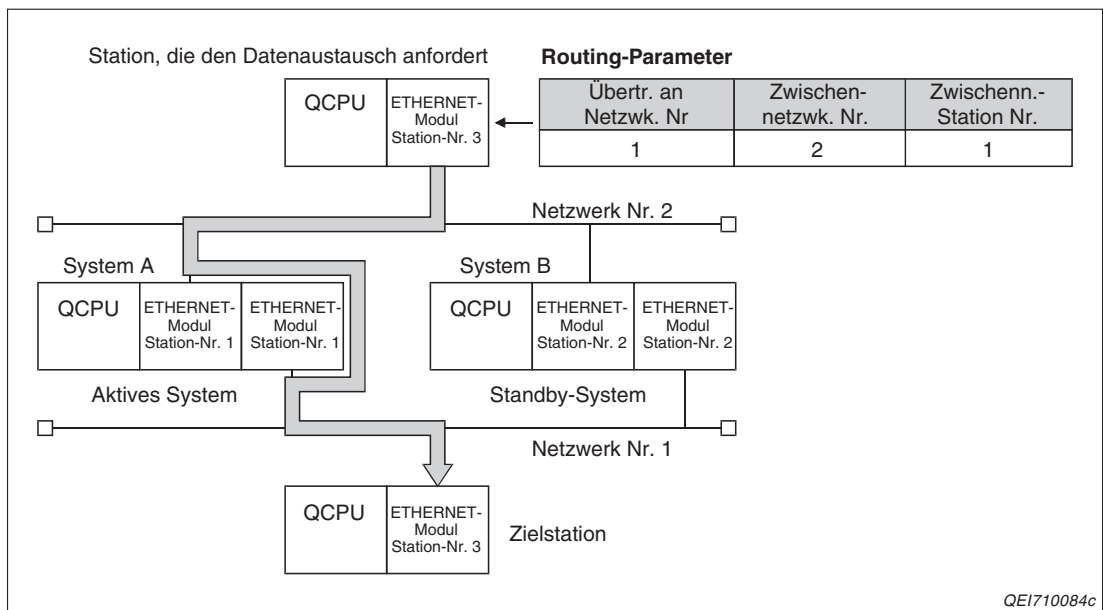 Station, die den Datenaustausch anfordert
Routing-Parameter
QCPU
ETHERNET-
Modul
Station-Nr. 3
Übertr. an
Netzwk. Nr
Zwischen-
netzwk. Nr.
Zwischenn.-
Station Nr.
1
2
1
Netzwerk Nr. 2
System A
QCPU
ETHERNET-
Modul
Station-Nr. 1
ETHERNET-
Modul
Station-Nr. 1
Aktives System
System B
QCPU
ETHERNET-
Modul
Station-Nr. 2
ETHERNET-
Modul
Station-Nr. 2
Standby-System
Netzwerk Nr. 1
QCPU
ETHERNET-
Modul
Station-Nr. 3
Zielstation
QEI710084c